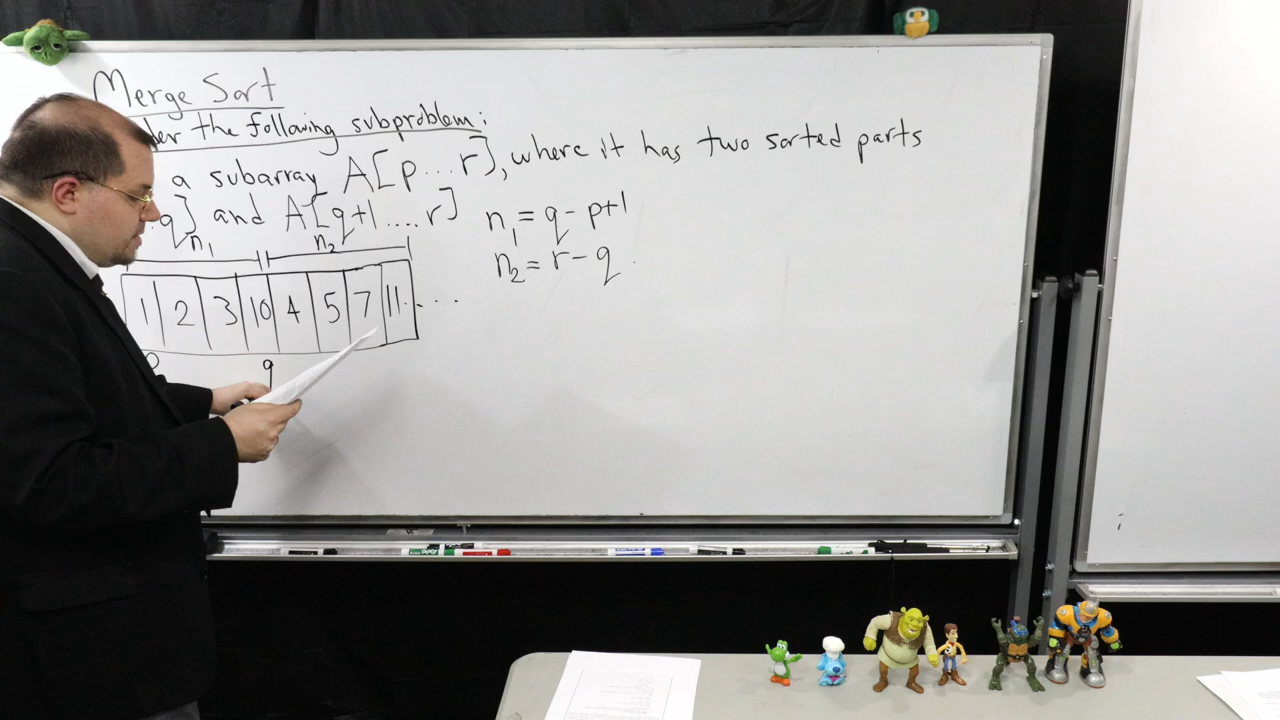 Merge Sort
the following subproblem:
a subarray A[p...r], where it has two sorted parts
q] and A[q+1....r] n₁ = q - p+1
n₁ n₂ n₂ = r - q
1 2 3 10 4 5 7 11 ....
q